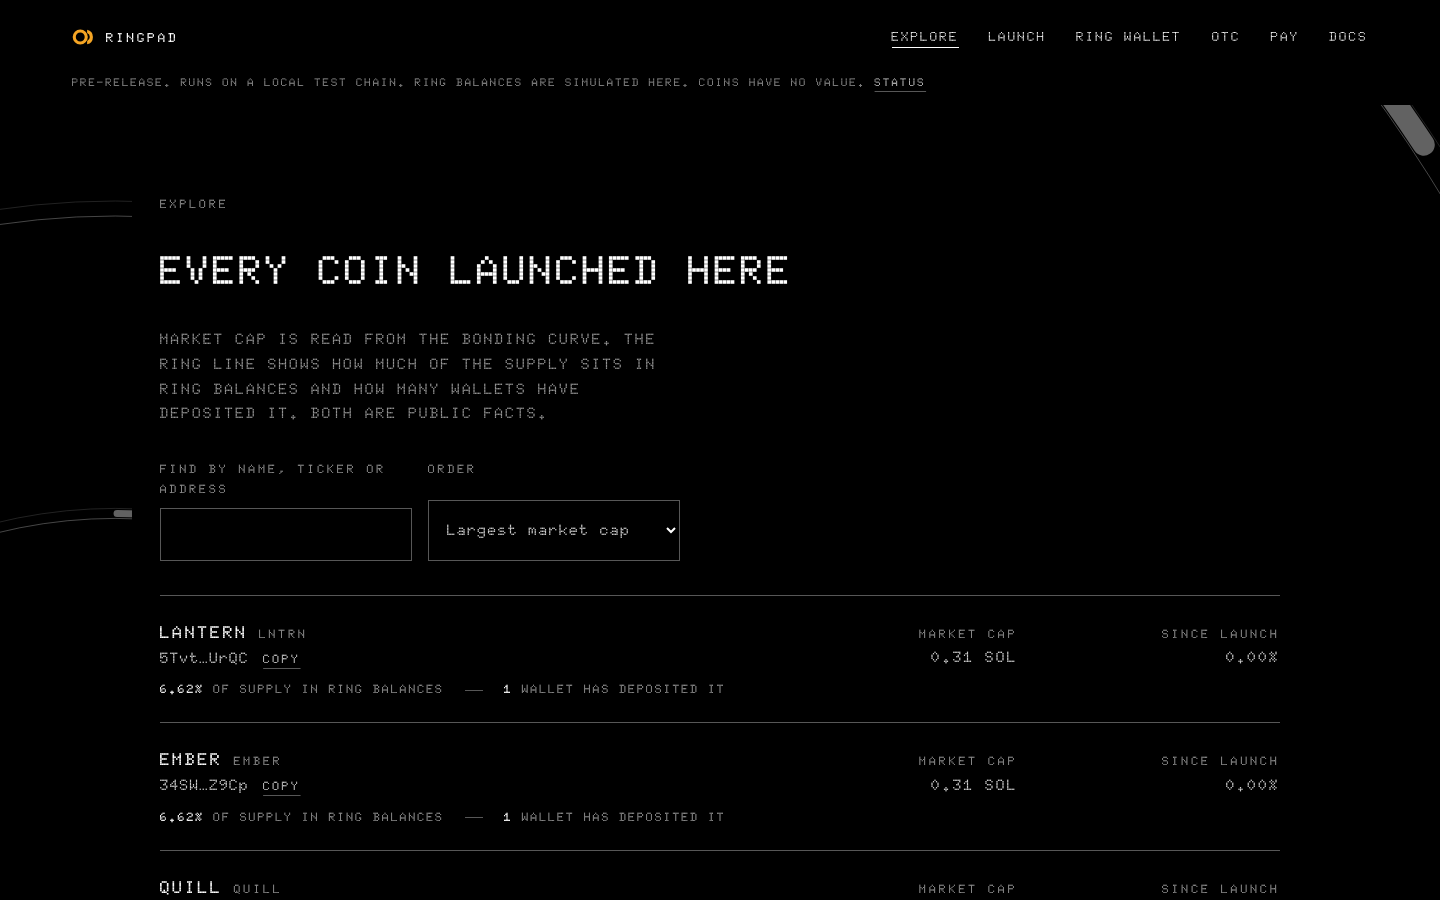 RINGPAD
EXPLORE LAUNCH RING WALLET OTC PAY DOCS
PRE-RELEASE. RUNS ON A LOCAL TEST CHAIN. RING BALANCES ARE SIMULATED HERE. COINS HAVE NO VALUE. STATUS
EXPLORE
EVERY COIN LAUNCHED HERE
MARKET CAP IS READ FROM THE BONDING CURVE. THE
RING LINE SHOWS HOW MUCH OF THE SUPPLY SITS IN
RING BALANCES AND HOW MANY WALLETS HAVE
DEPOSITED IT. BOTH ARE PUBLIC FACTS.
FIND BY NAME, TICKER OR
ADDRESS
ORDER
Largest market cap
LANTERN LNTRN
MARKET CAP
SINCE LAUNCH
5Tvt…UrQC COPY
0.31 SOL
0.00%
6.62% OF SUPPLY IN RING BALANCES — 1 WALLET HAS DEPOSITED IT
EMBER EMBER
MARKET CAP
SINCE LAUNCH
34SW…Z9Cp COPY
0.31 SOL
0.00%
6.62% OF SUPPLY IN RING BALANCES — 1 WALLET HAS DEPOSITED IT
QUILL QUILL
MARKET CAP
SINCE LAUNCH